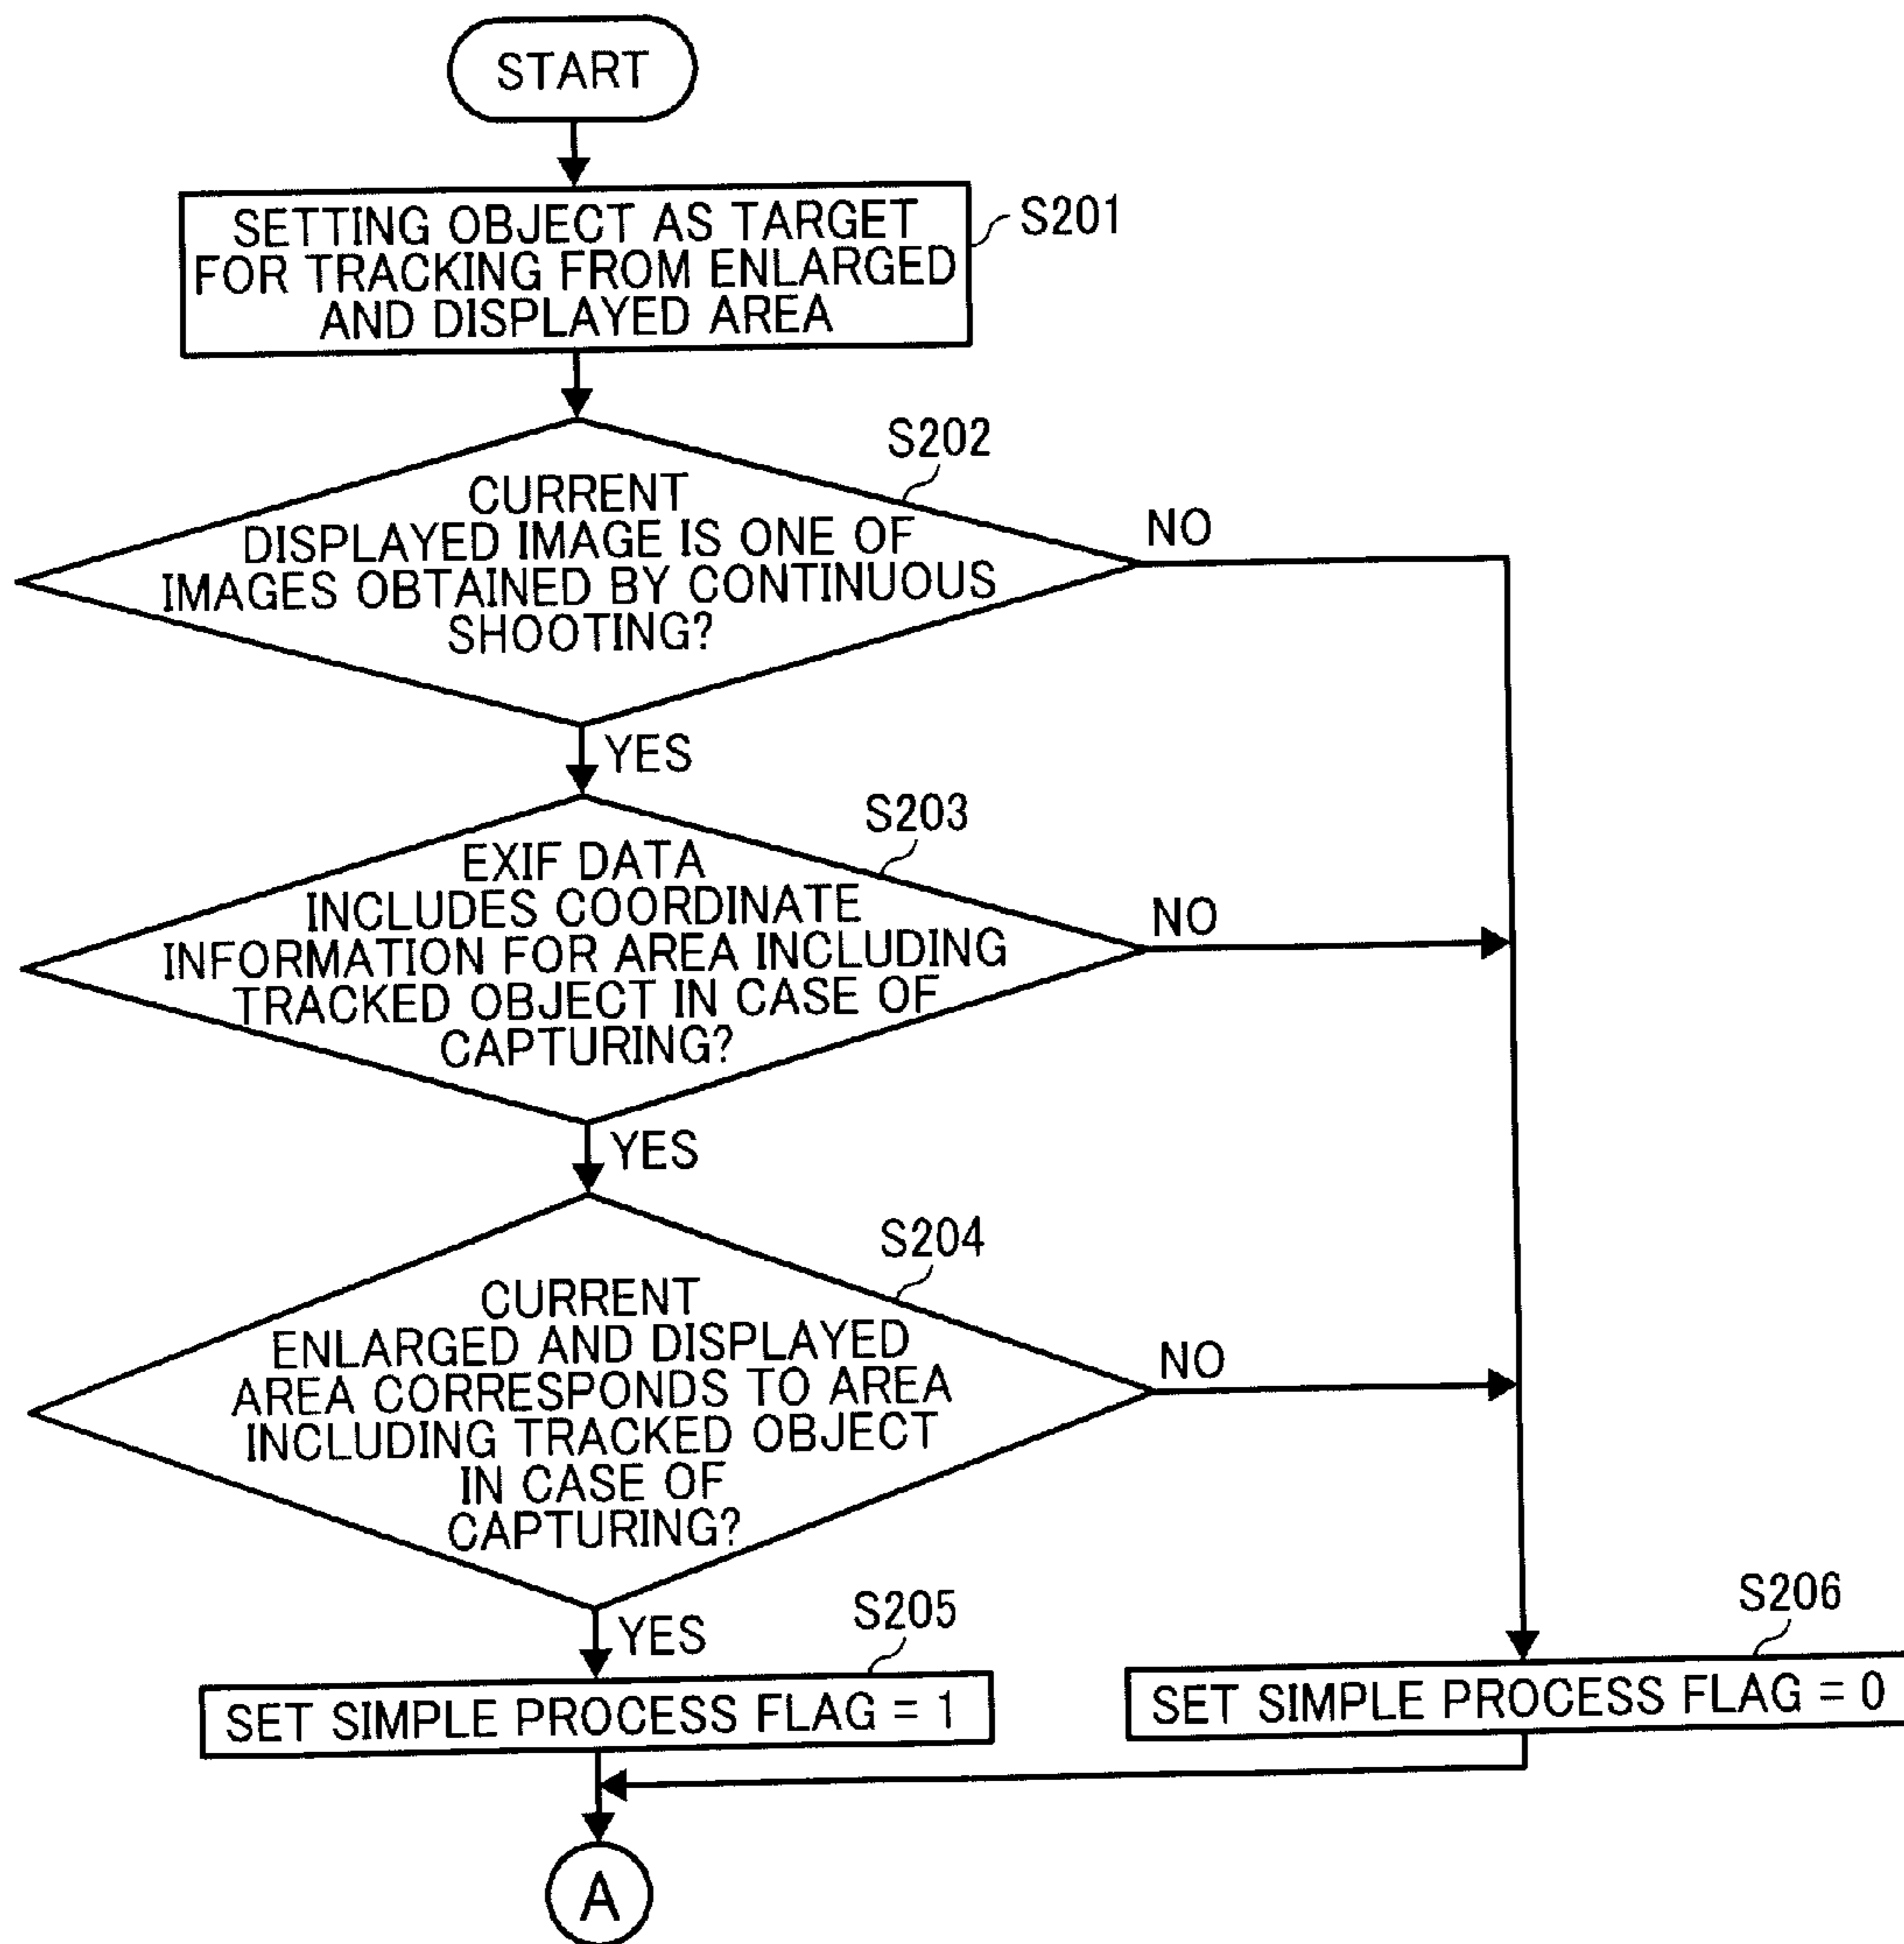 START
SETTING OBJECT AS TARGET
FOR TRACKING FROM ENLARGED
AND DISPLAYED AREA
S201
S202
CURRENT
DISPLAYED IMAGE IS ONE OF
IMAGES OBTAINED BY CONTINUOUS
SHOOTING?
NO
YES
S203
EXIF DATA
INCLUDES COORDINATE
INFORMATION FOR AREA INCLUDING
TRACKED OBJECT IN CASE OF
CAPTURING?
NO
YES
S204
CURRENT
ENLARGED AND DISPLAYED
AREA CORRESPONDS TO AREA
INCLUDING TRACKED OBJECT
IN CASE OF
CAPTURING?
NO
YES
S205
SET SIMPLE PROCESS FLAG = 1
S206
SET SIMPLE PROCESS FLAG = 0
A